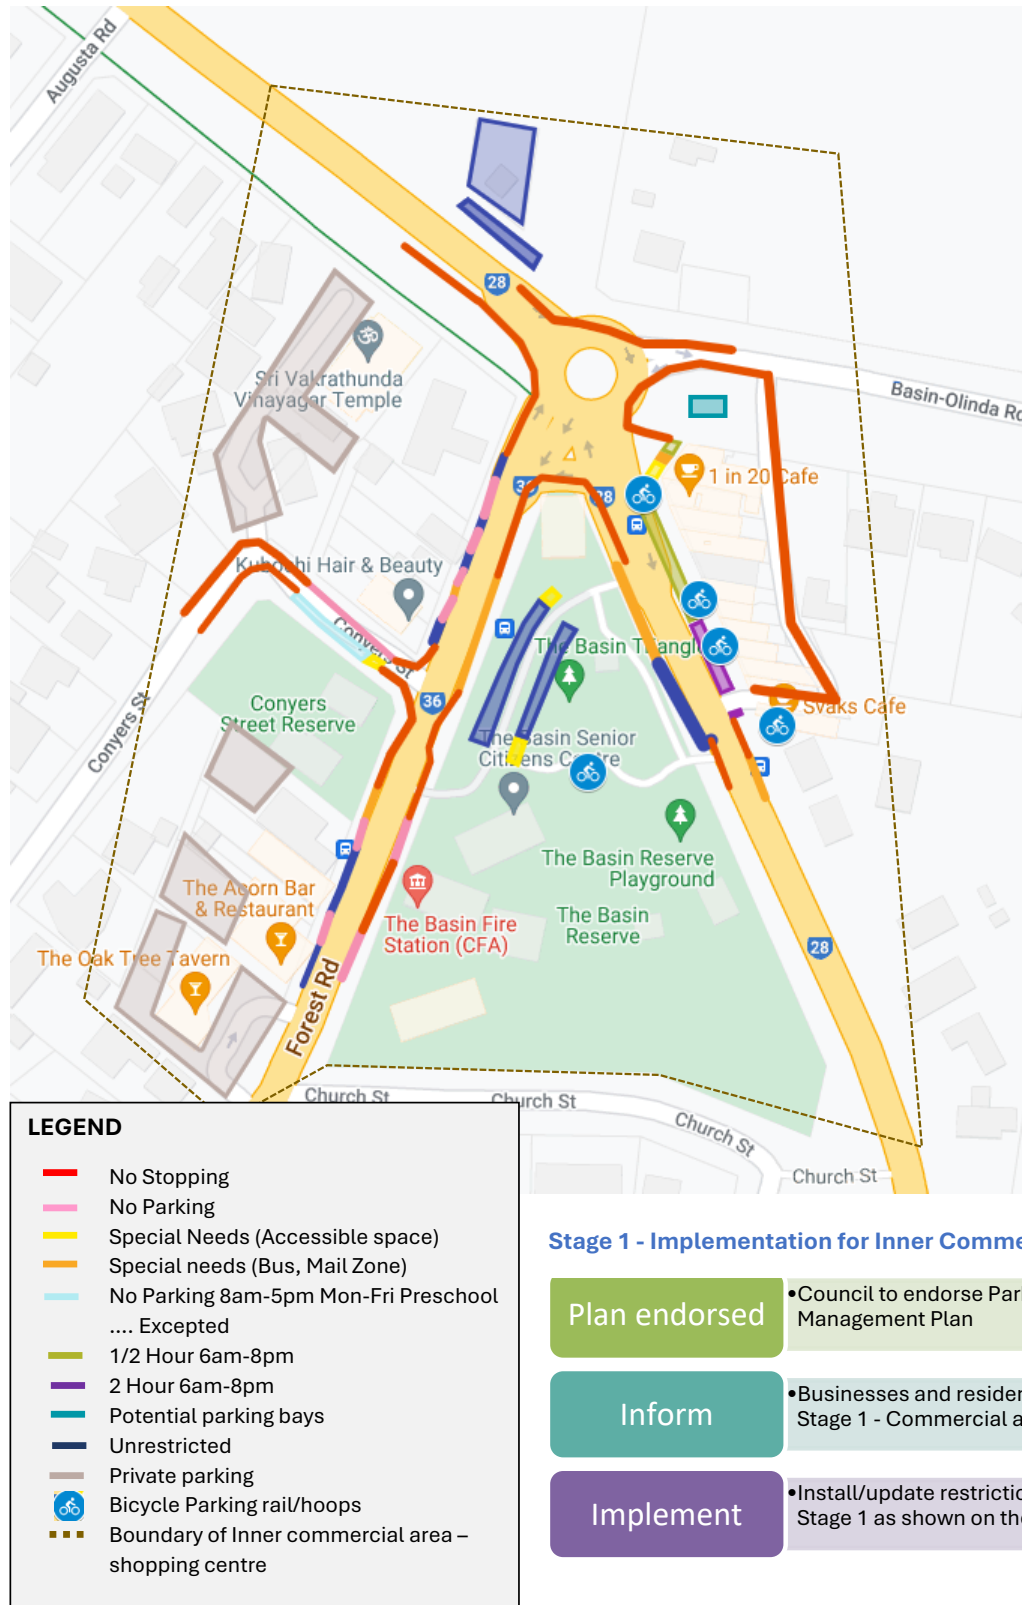 Augusta Rd
28
Sri Vakrathunda
Vinayagar Temple
Basin-Olinda Rd
1 in 20 Cafe
36
28
Kubochi Hair & Beauty
Conyers St
The Basin Triangle
Conyers
Street Reserve
36
Svaks Cafe
The Basin Senior
Citizens Centre
Conyers St
The Basin Reserve
Playground
The Acorn Bar
& Restaurant
The Basin Fire
Station (CFA)
The Basin
Reserve
28
The Oak Tree Tavern
Forest Rd
Church St
Church St
Church St
Church St
LEGEND
No Stopping
No Parking
Special Needs (Accessible space)
Special needs (Bus, Mail Zone)
No Parking 8am-5pm Mon-Fri Preschool
.... Excepted
1/2 Hour 6am-8pm
2 Hour 6am-8pm
Potential parking bays
Unrestricted
Private parking
Bicycle Parking rail/hoops
Boundary of Inner commercial area –
shopping centre
Stage 1 - Implementation for Inner Comme
Plan endorsed
•Council to endorse Par
Management Plan
Inform
•Businesses and residen
Stage 1 - Commercial a
Implement
•Install/update restrictio
Stage 1 as shown on the